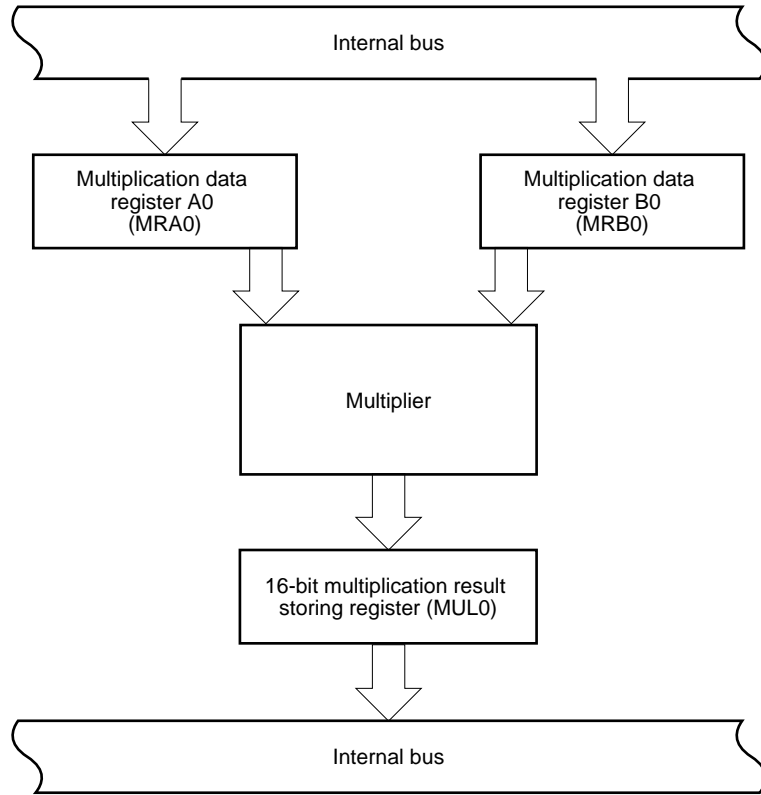 Internal bus
Multiplication data
register A0
(MRA0)
Multiplication data
register B0
(MRB0)
Multiplier
16-bit multiplication result
storing register (MUL0)
Internal bus